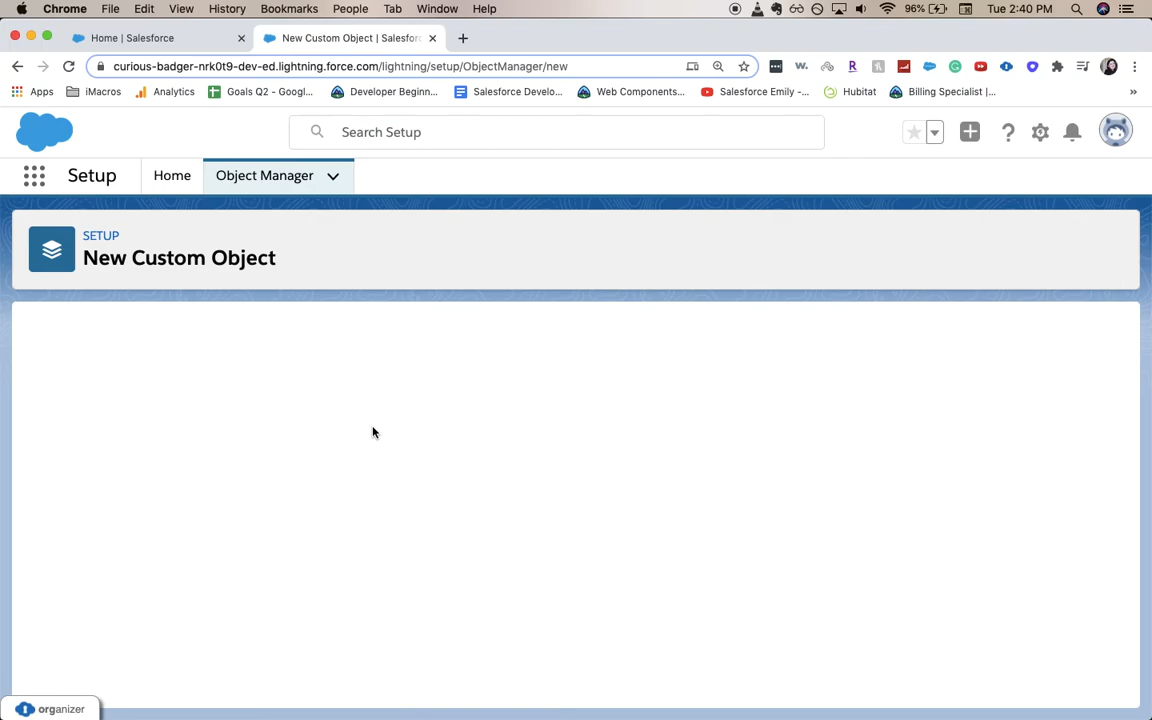 Chrome File Edit View History Bookmarks People Tab Window Help 96% Tue 2:40 PM
Home | Salesforce New Custom Object | Salesforc
curious-badger-nrk0t9-dev-ed.lightning.force.com/lightning/setup/ObjectManager/new
Apps iMacros Analytics Goals Q2 - Googl... Developer Beginn... Salesforce Develo... Web Components... Salesforce Emily -... Hubitat Billing Specialist |... »
Search Setup
Setup Home Object Manager
SETUP
New Custom Object
organizer